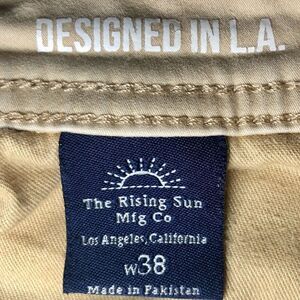 DESIGNED IN L.A.
The Rising Sun
Mfg Co
Los Angeles, California
W38
Made in Pakistan